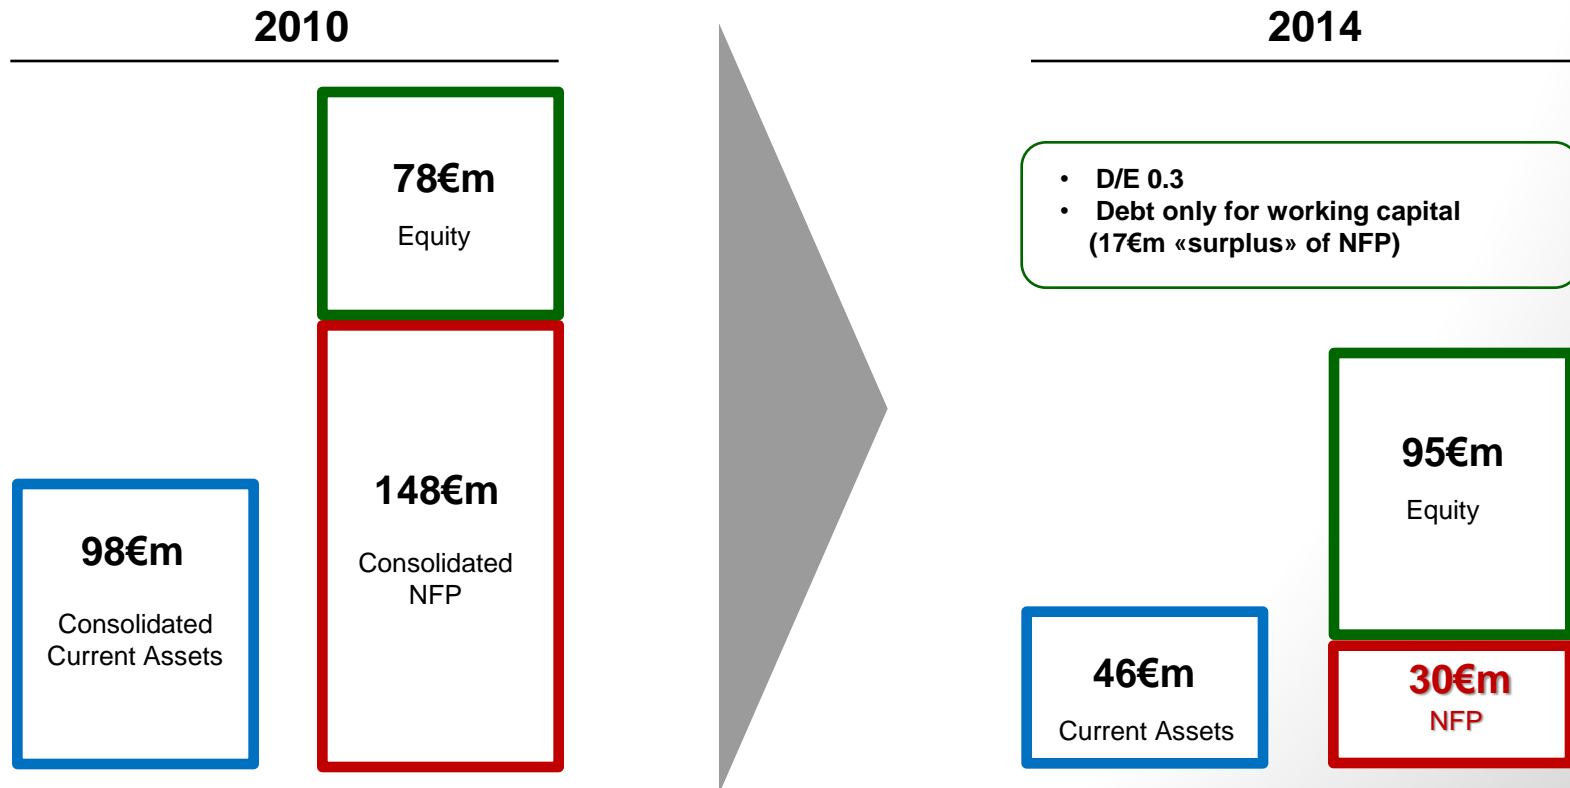 2010
78€m
Equity
148€m
Consolidated
NFP
98€m
Consolidated
Current Assets
2014
• D/E 0.3
• Debt only for working capital
(17€m «surplus» of NFP)
95€m
Equity
46€m
Current Assets
30€m
NFP